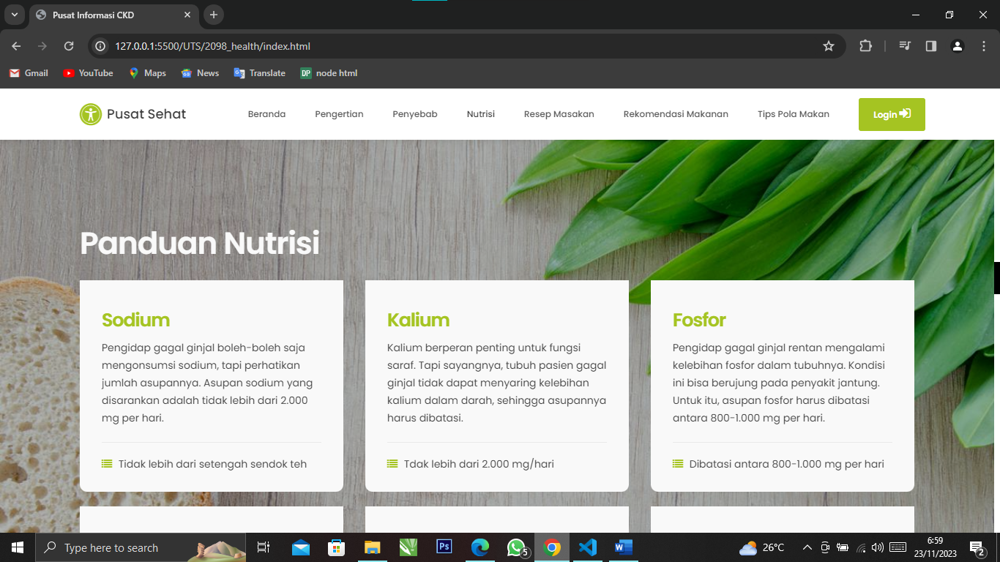 Pusat Informasi CKD
127.0.0.1:5500/UTS/2098_health/index.html
Gmail YouTube Maps News Translate DP node html
Pusat Sehat Beranda Pengertian Penyebab Nutrisi Resep Masakan Rekomendasi Makanan Tips Pola Makan Login
Panduan Nutrisi
Sodium
Pengidap gagal ginjal boleh-boleh saja
mengonsumsi sodium, tapi perhatikan
jumlah asupannya. Asupan sodium yang
disarankan adalah tidak lebih dari 2.000
mg per hari.
Tidak lebih dari setengah sendok teh
Kalium
Kalium berperan penting untuk fungsi
saraf. Tapi sayangnya, tubuh pasien gagal
ginjal tidak dapat menyaring kelebihan
kalium dalam darah, sehingga asupannya
harus dibatasi.
Tdak lebih dari 2.000 mg/hari
Fosfor
Pengidap gagal ginjal rentan mengalami
kelebihan fosfor dalam tubuhnya. Kondisi
ini bisa berujung pada penyakit jantung.
Untuk itu, asupan fosfor harus dibatasi
antara 800-1.000 mg per hari.
Dibatasi antara 800-1.000 mg per hari
Type here to search
Ps
5
W
26°C
6:59
23/11/2023
2